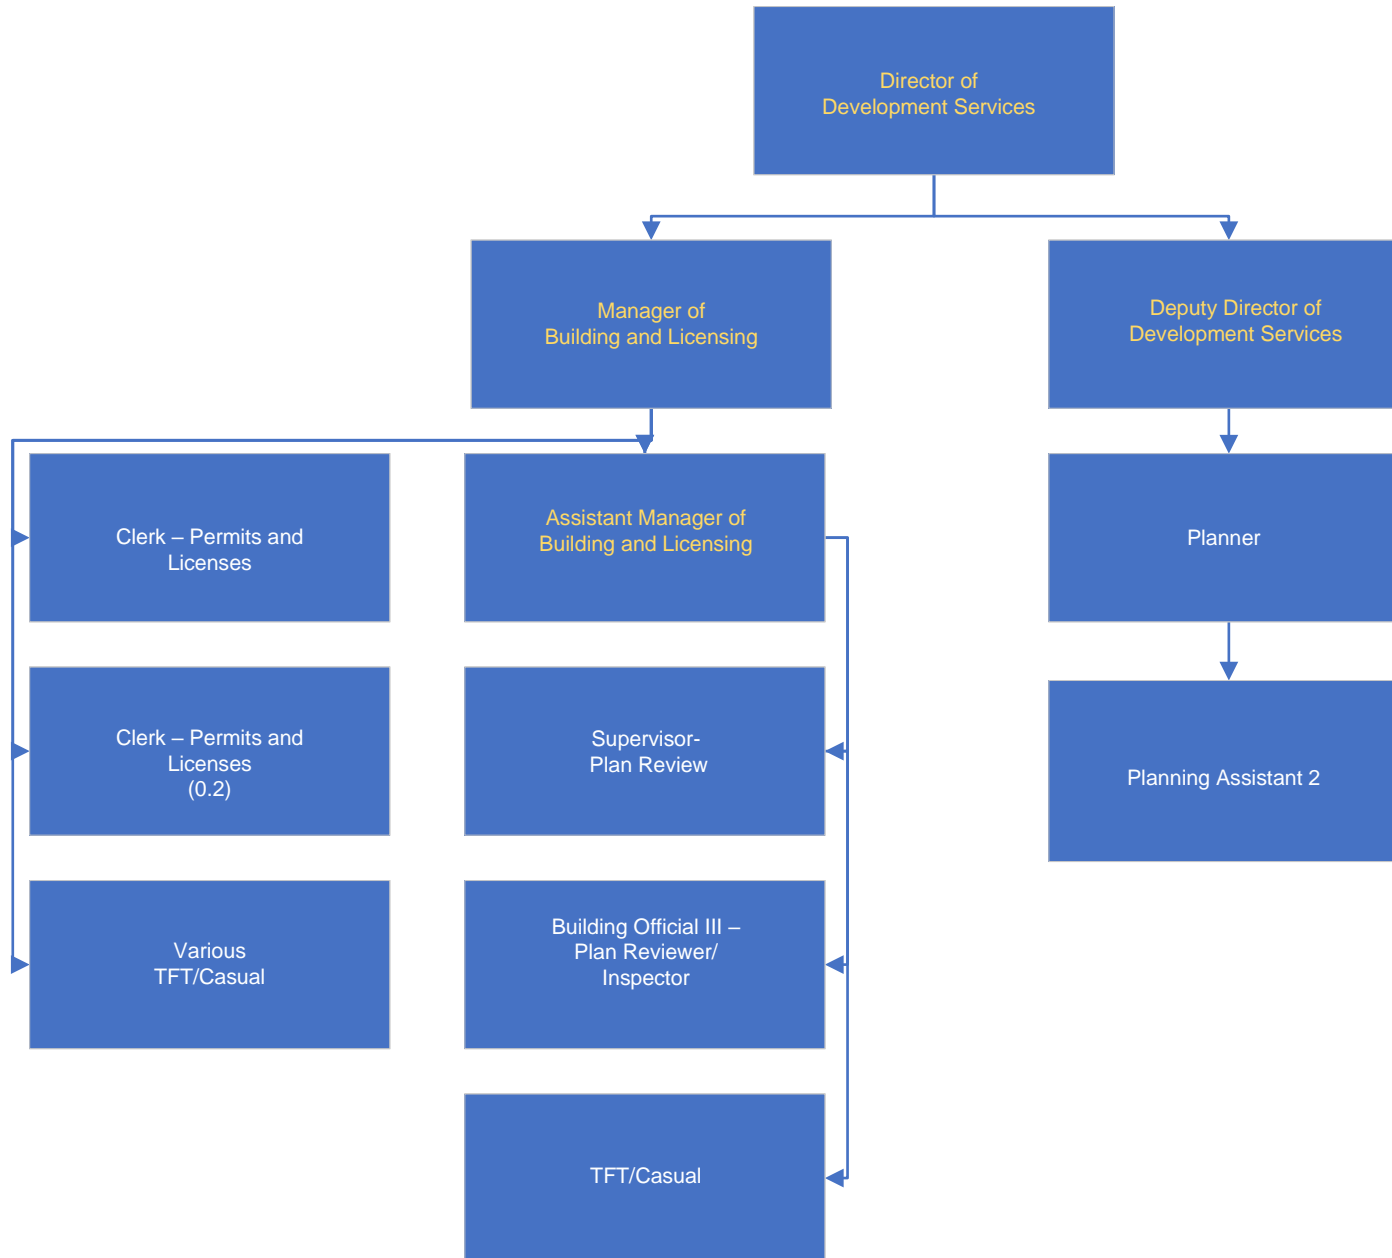 Director of
Development Services
Manager of
Building and Licensing
Deputy Director of
Development Services
Clerk – Permits and
Licenses
Assistant Manager of
Building and Licensing
Planner
Clerk – Permits and
Licenses
(0.2)
Supervisor-
Plan Review
Planning Assistant 2
Various
TFT/Casual
Building Official III –
Plan Reviewer/
Inspector
TFT/Casual